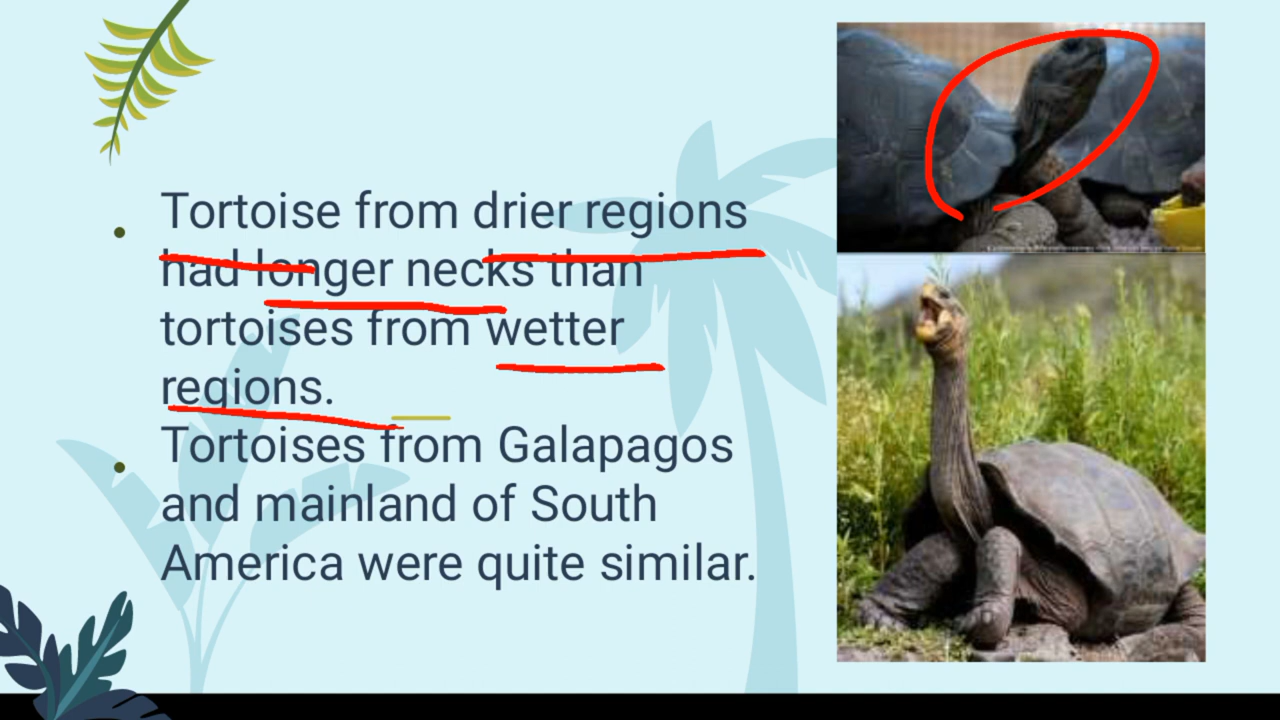 Tortoise from drier regions
had longer necks than
tortoises from wetter
regions.
Tortoises from Galapagos
and mainland of South
America were quite similar.